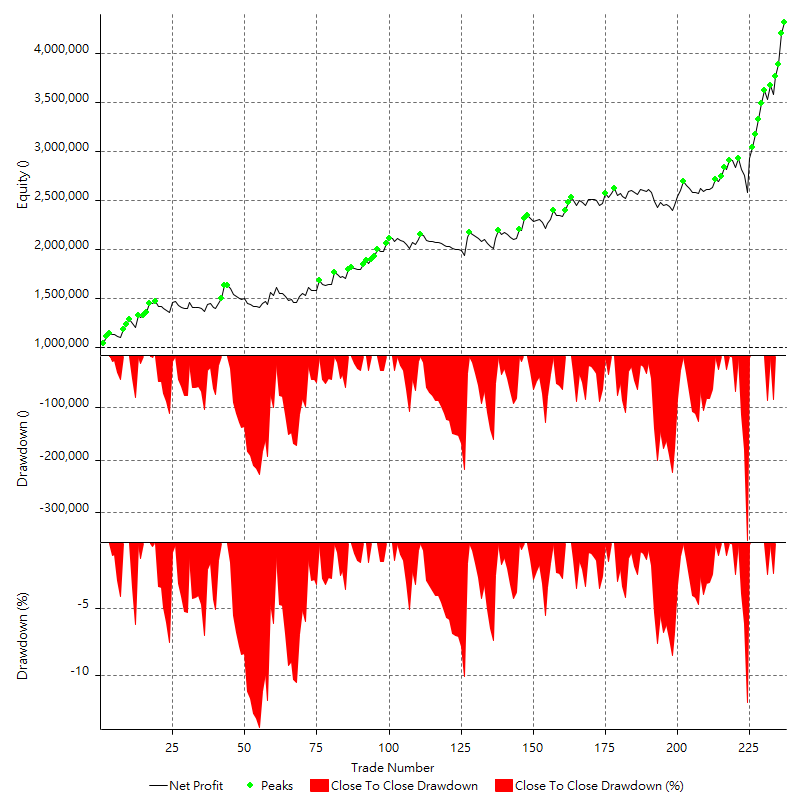 Equity ()
4,000,000
3,500,000
3,000,000
2,500,000
2,000,000
1,500,000
1,000,000
Drawdown ()
-100,000
-200,000
-300,000
Drawdown (%)
-5
-10
25 50 75 100 125 150 175 200 225
Trade Number
Net Profit Peaks Close To Close Drawdown Close To Close Drawdown (%)